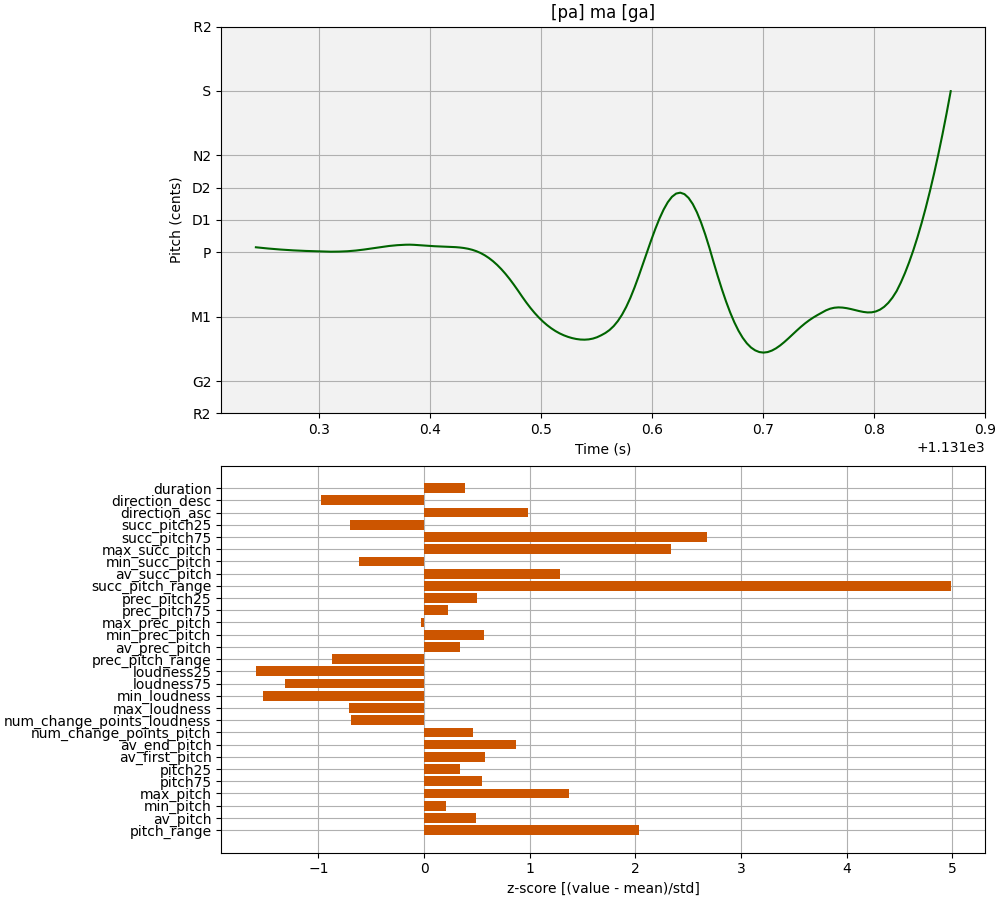 [pa] ma [ga]
R2
S
N2
D2
D1
P
M1
G2
R2
Pitch (cents)
0.3 0.4 0.5 0.6 0.7 0.8 0.9
Time (s)
+1.131e3
duration
direction_desc
direction_asc
succ_pitch25
succ_pitch75
max_succ_pitch
min_succ_pitch
av_succ_pitch
succ_pitch_range
prec_pitch25
prec_pitch75
max_prec_pitch
min_prec_pitch
av_prec_pitch
prec_pitch_range
loudness25
loudness75
min_loudness
max_loudness
num_change_points_loudness
num_change_points_pitch
av_end_pitch
av_first_pitch
pitch25
pitch75
max_pitch
min_pitch
av_pitch
pitch_range
−1 0 1 2 3 4 5
z-score [(value - mean)/std]